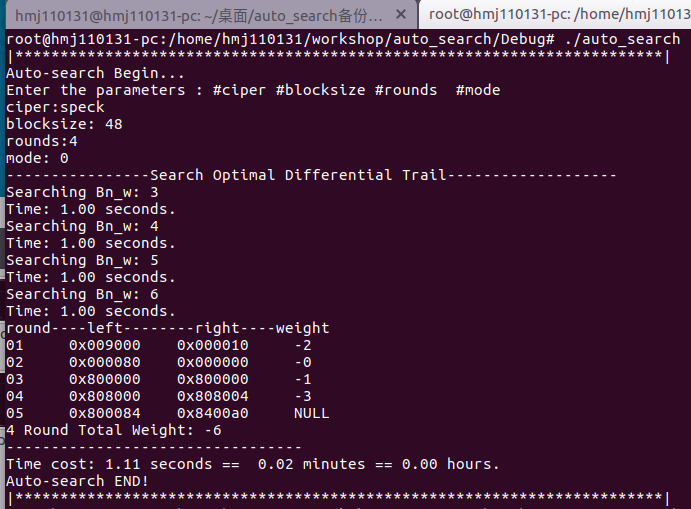 hmj110131@hmj110131-pc: ~/桌面/auto_search备份... × root@hmj110131-pc: /home/hmj11013
root@hmj110131-pc:/home/hmj110131/workshop/auto_search/Debug# ./auto_search
|************************************************************************|
Auto-search Begin...
Enter the parameters : #ciper #blocksize #rounds  #mode
ciper:speck
blocksize: 48
rounds:4
mode: 0
----------------Search Optimal Differential Trail-------------------
Searching Bn_w: 3
Time: 1.00 seconds.
Searching Bn_w: 4
Time: 1.00 seconds.
Searching Bn_w: 5
Time: 1.00 seconds.
Searching Bn_w: 6
Time: 1.00 seconds.
round----left--------right----weight
01     0x009000    0x000010     -2
02     0x000080    0x000000     -0
03     0x800000    0x800000     -1
04     0x808000    0x808004     -3
05     0x800084    0x8400a0     NULL
4 Round Total Weight: -6
---------------------------------
Time cost: 1.11 seconds ==  0.02 minutes == 0.00 hours.
Auto-search END!
|************************************************************************|